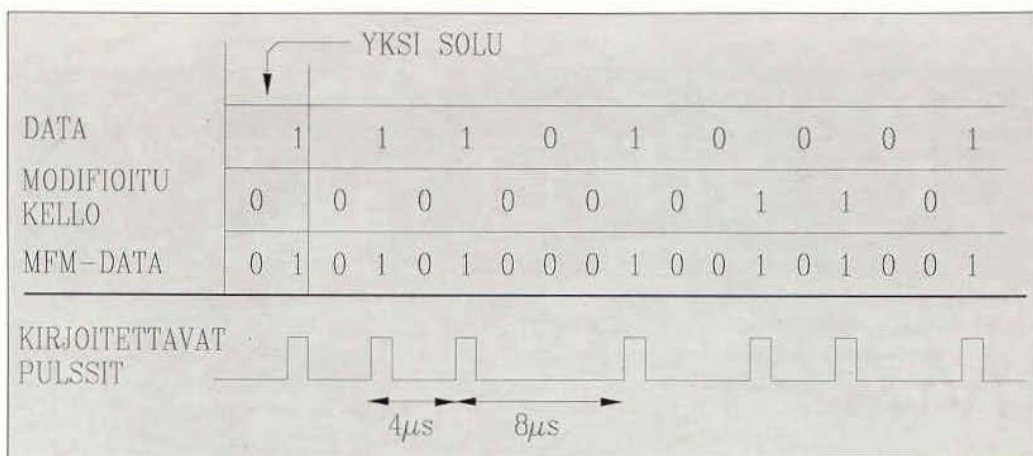 YKSI SOLU
DATA 1 1 1 0 1 0 0 0 1
MODIFIOITU
KELLO 0 0 0 0 0 0 1 1 0
MFM-DATA 0 1 0 1 0 1 0 0 0 1 0 0 1 0 1 0 0 1
KIRJOITETTAVAT
PULSSIT
4µs 8µs